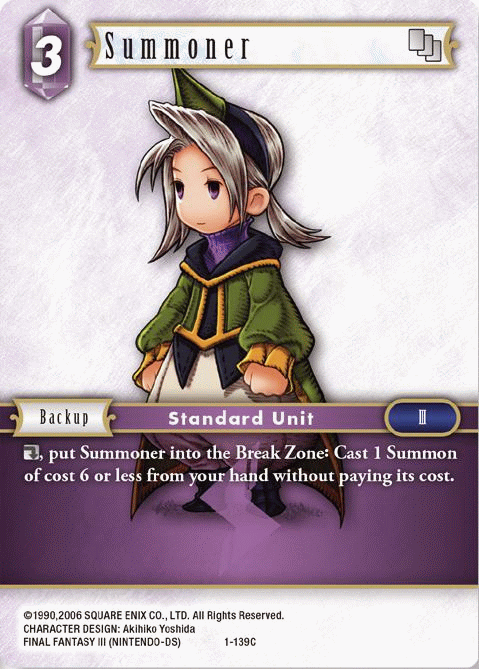 3
Summoner
Backup
Standard Unit
III
, put Summoner into the Break Zone: Cast 1 Summon
of cost 6 or less from your hand without paying its cost.
©1990,2006 SQUARE ENIX CO., LTD. All Rights Reserved.
CHARACTER DESIGN: Akihiko Yoshida
FINAL FANTASY III (NINTENDO-DS) 1-139C